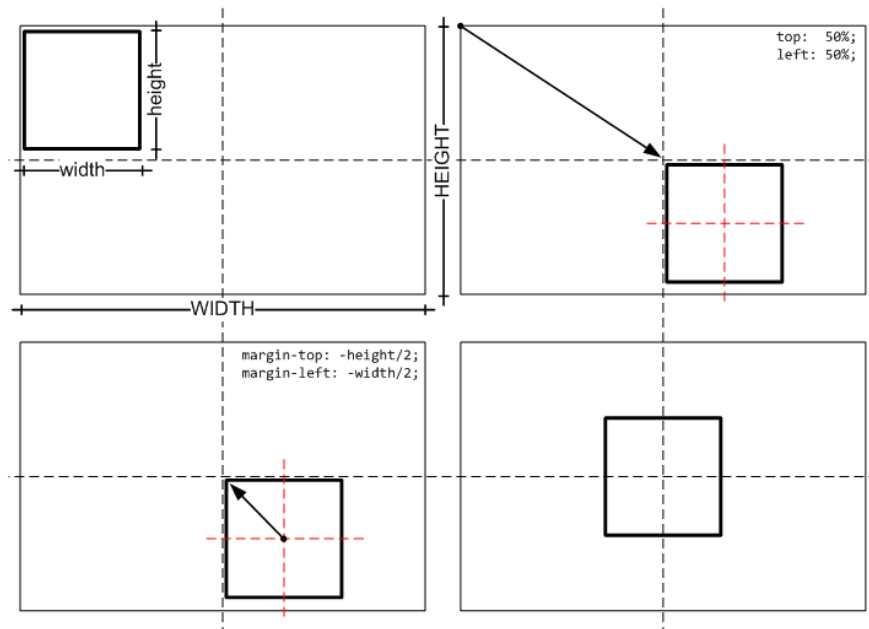 height
width
WIDTH
HEIGHT
top:  50%;
left: 50%;
margin-top: -height/2;
margin-left: -width/2;